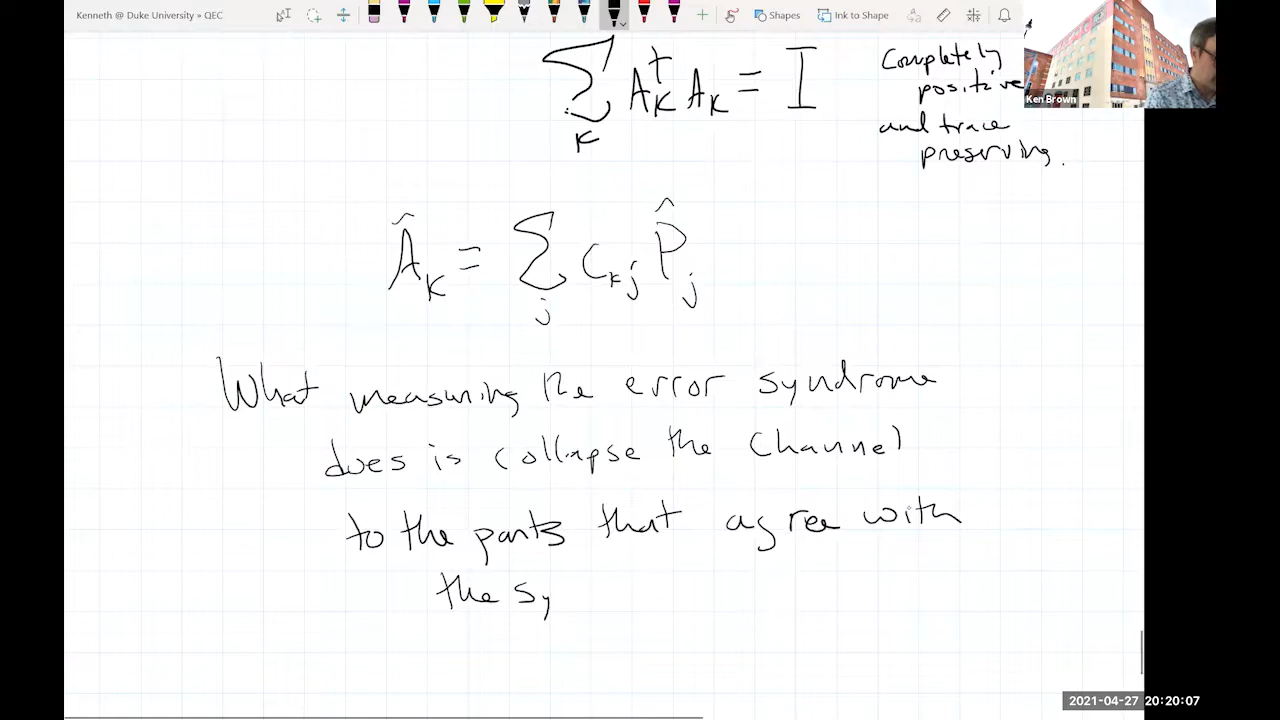 Kenneth @ Duke University » QEC
Shapes
Ink to Shape
∑ A_K† A_K = I
K
Completely
positive
and trace
preserving.
Ken Brown
Â_K = ∑ C_Kj P̂_j
j
What measuring the error syndrome
does is collapse the channel
to the parts that agree with
the sy
2021-04-27 20:20:07